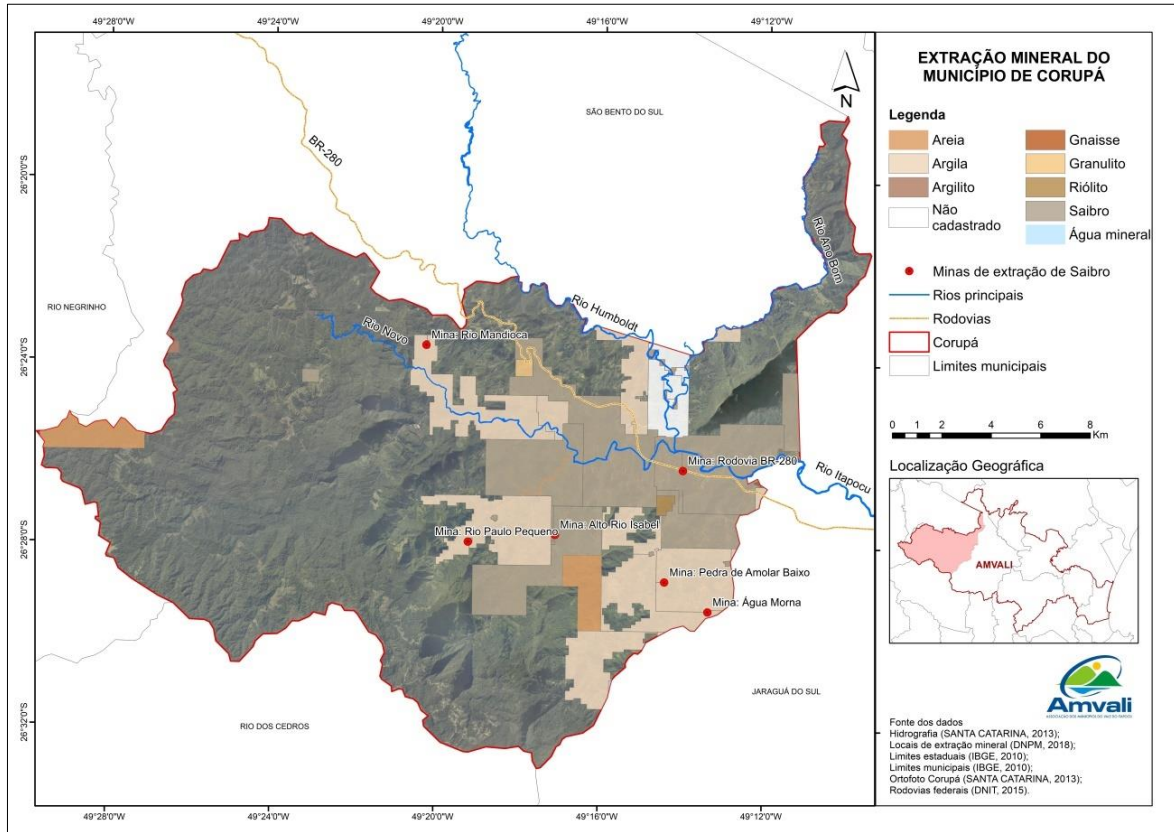 49°28'0"W
49°24'0"W
49°20'0"W
49°16'0"W
49°12'0"W
26°20'0"S
26°24'0"S
26°28'0"S
26°32'0"S
SÃO BENTO DO SUL
BR-280
Rio Ano Bom
Rio Humboldt
RIO NEGRINHO
Rio Novo
Mina: Rio Mandioca
Mina: Rodovia BR-280
Rio Itapocu
Mina: Alto Rio Isabel
Mina: Rio Paulo Pequeno
Mina: Pedra de Amolar Baixo
Mina: Água Morna
JARAGUÁ DO SUL
RIO DOS CEDROS
49°28'0"W
49°20'0"W
49°16'0"W
49°12'0"W
EXTRAÇÃO MINERAL DO
MUNICÍPIO DE CORUPÁ
N
Legenda
Areia
Argila
Argilito
Não
cadastrado
Gnaisse
Granulito
Riólito
Saibro
Água mineral
Minas de extração de Saibro
Rios principais
Rodovias
Corupá
Limites municipais
0 2 4 6 8
Km
Localização Geográfica
AMVALI
Amvali
Fonte dos dados
Hidrografia (SANTA CATARINA, 2013);
Locais de extração mineral (DNPM, 2018);
Limites estaduais (IBGE, 2010);
Limites municipais (IBGE, 2010);
Ortofoto Corupá (SANTA CATARINA, 2013);
Rodovias federais (DNIT, 2015).